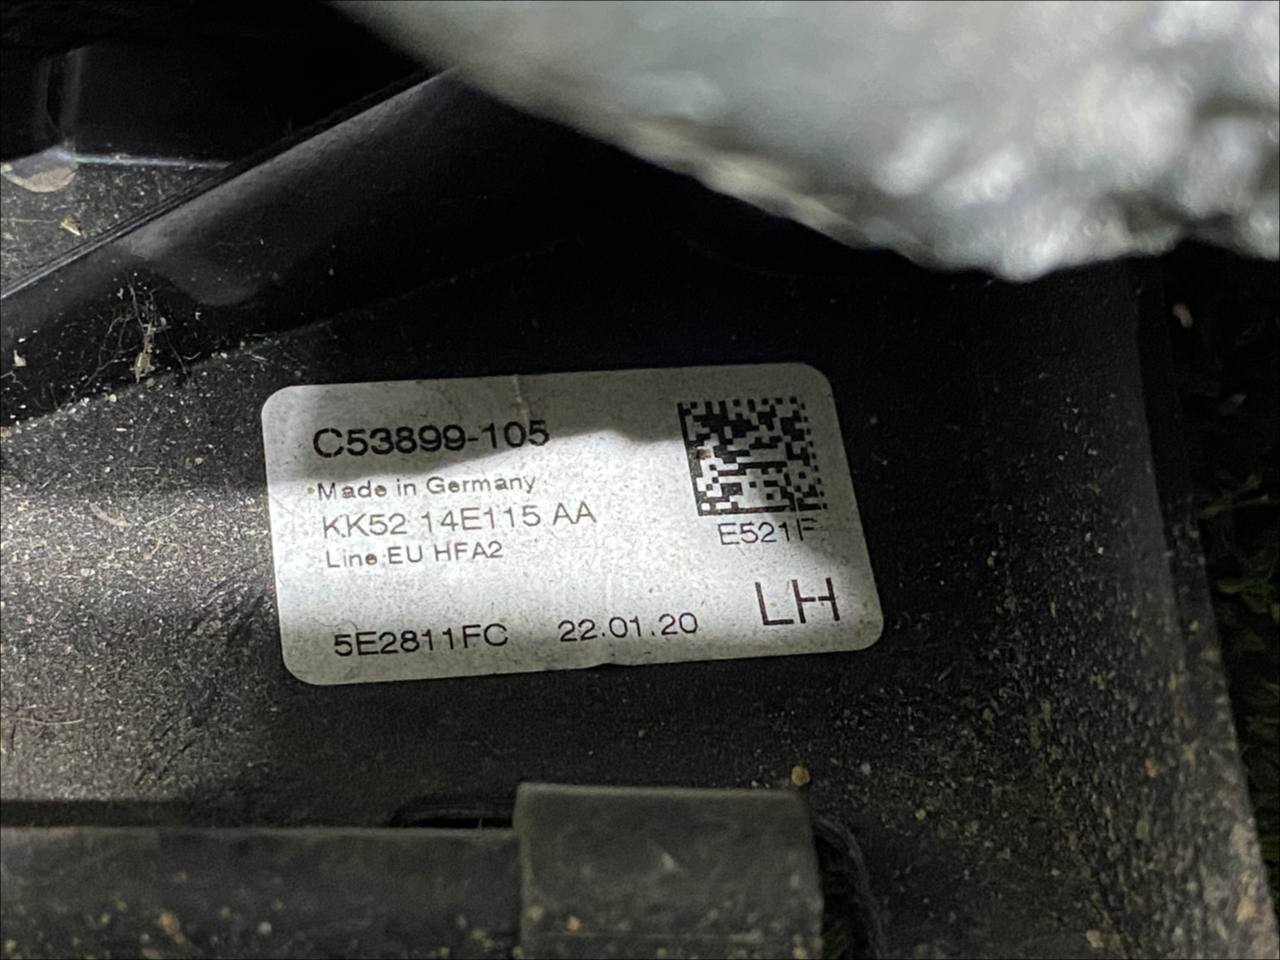 C53899-105
Made in Germany
KK52 14E115 AA
Line EU HFA2
E521F
LH
5E2811FC 22.01.20